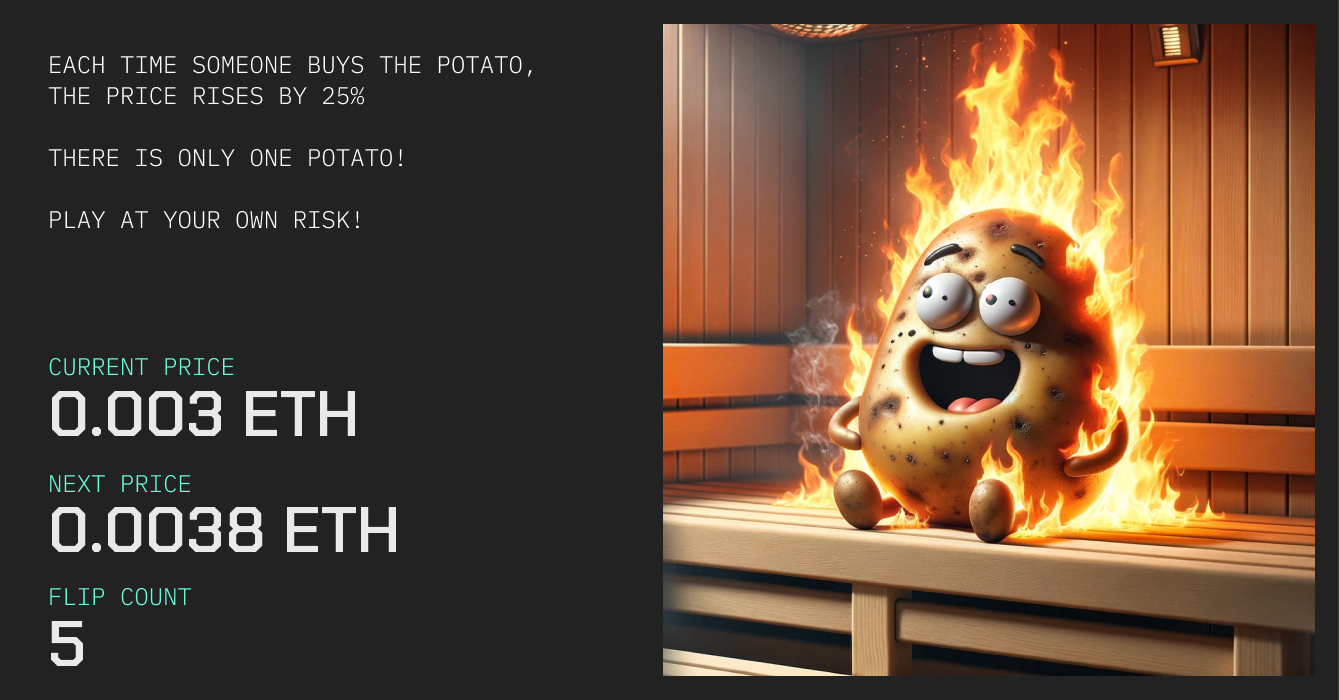 EACH TIME SOMEONE BUYS THE POTATO,
THE PRICE RISES BY 25%
THERE IS ONLY ONE POTATO!
PLAY AT YOUR OWN RISK!
CURRENT PRICE
0.003 ETH
NEXT PRICE
0.0038 ETH
FLIP COUNT
5